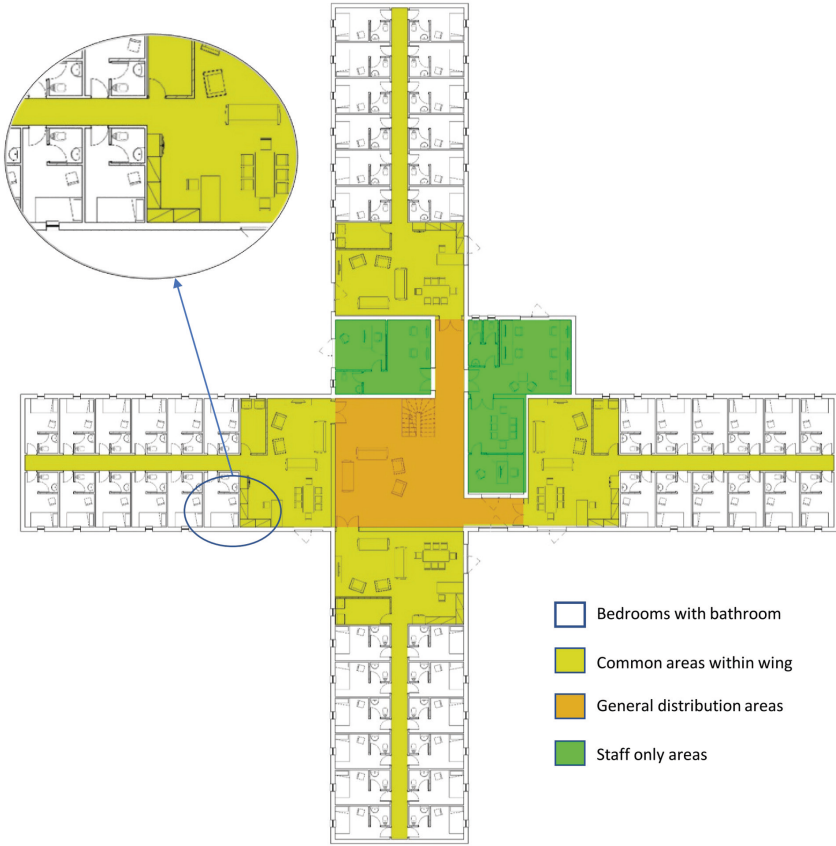 Bedrooms with bathroom
Common areas within wing
General distribution areas
Staff only areas